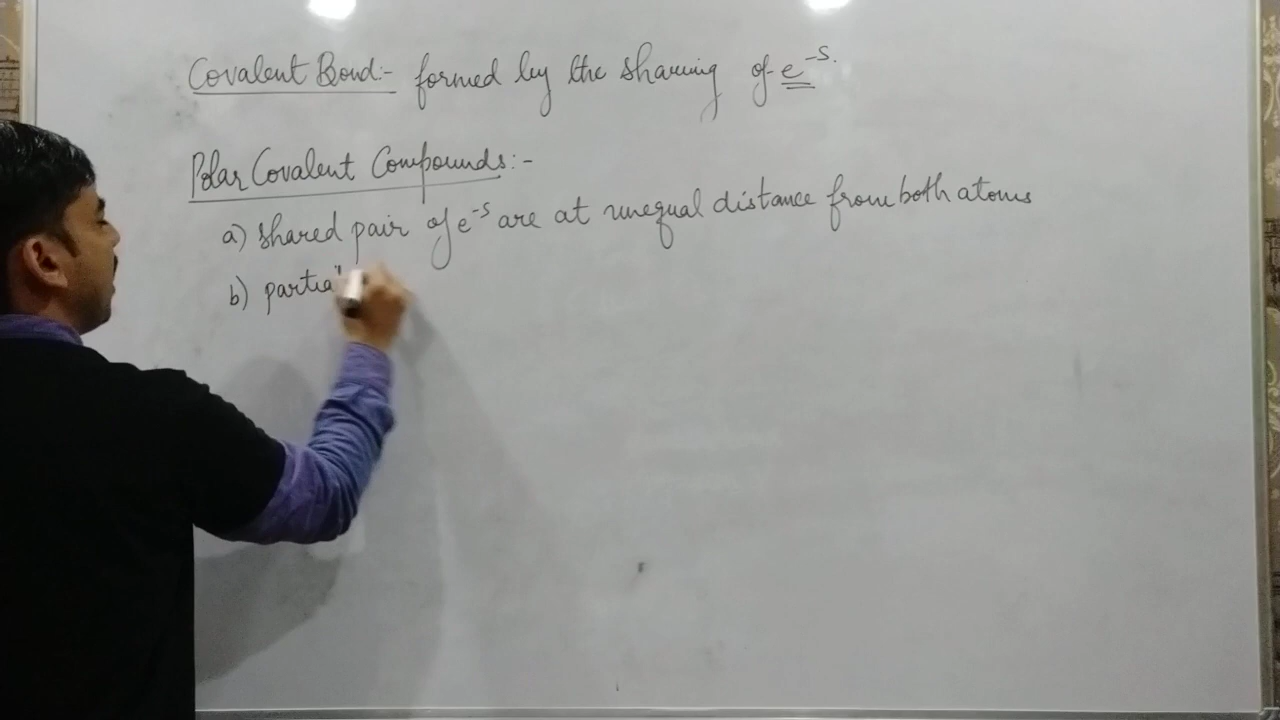 Covalent Bond:- formed by the sharing of e⁻s.
Polar Covalent Compounds:-
a) shared pair of e⁻s are at unequal distance from both atoms
b) partia